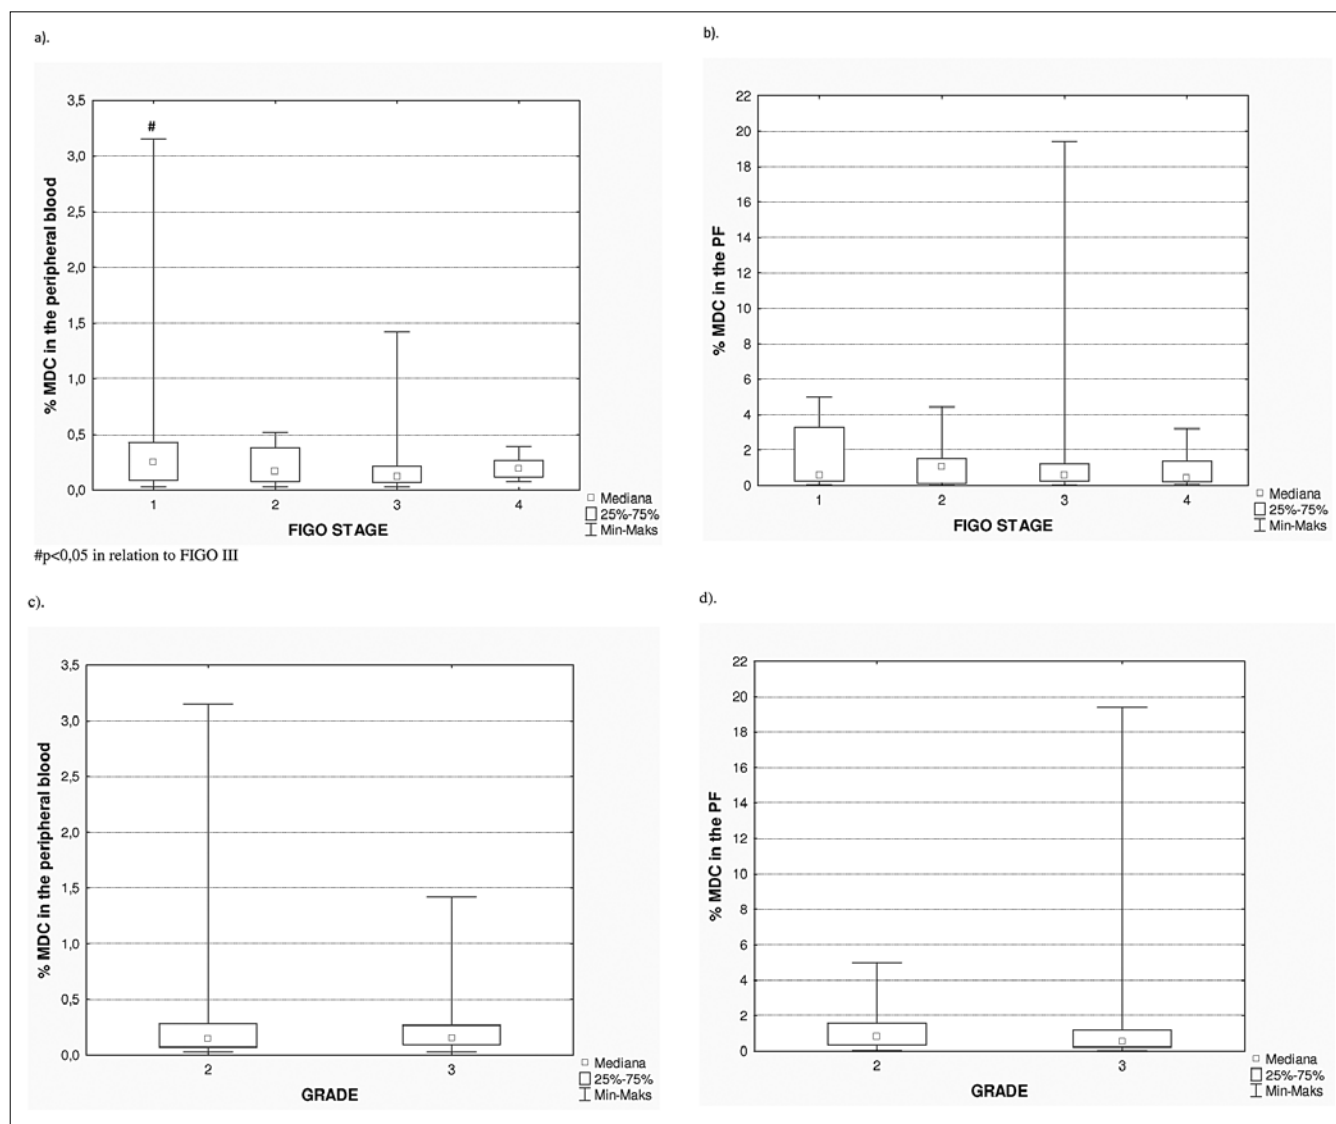 a).
3,5
3,0
2,5
2,0
1,5
1,0
0,5
0,0
% MDC in the peripheral blood
#
1 2 3 4
FIGO STAGE
Mediana
25%-75%
Min-Maks
#p<0,05 in relation to FIGO III
b).
22
20
18
16
14
12
10
8
6
4
2
0
% MDC in the PF
1 2 3 4
FIGO STAGE
Mediana
25%-75%
Min-Maks
c).
3,5
3,0
2,5
2,0
1,5
1,0
0,5
0,0
% MDC in the peripheral blood
2 3
GRADE
Mediana
25%-75%
Min-Maks
d).
22
20
18
16
14
12
10
8
6
4
2
0
% MDC in the PF
2 3
GRADE
Mediana
25%-75%
Min-Maks